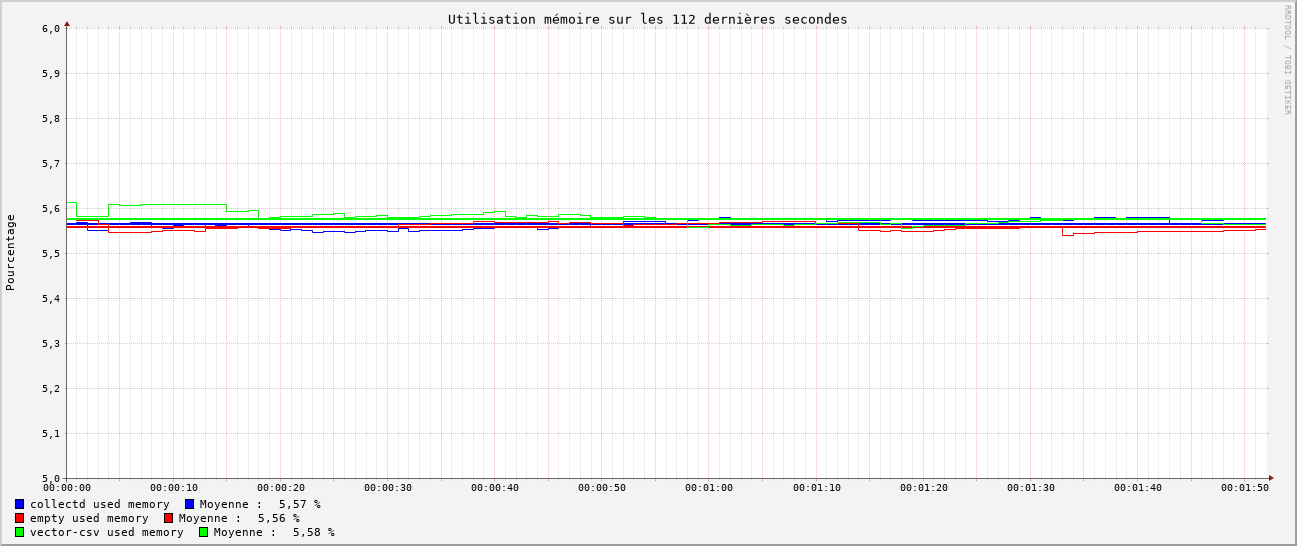 Utilisation mémoire sur les 112 dernières secondes
RRDTOOL / TOBI OETIKER
Pourcentage
6,0
5,9
5,8
5,7
5,6
5,5
5,4
5,3
5,2
5,1
5,0
00:00:00 00:00:10 00:00:20 00:00:30 00:00:40 00:00:50 00:01:00 00:01:10 00:01:20 00:01:30 00:01:40 00:01:50
collectd used memory Moyenne : 5,57 %
empty used memory Moyenne : 5,56 %
vector-csv used memory Moyenne : 5,58 %